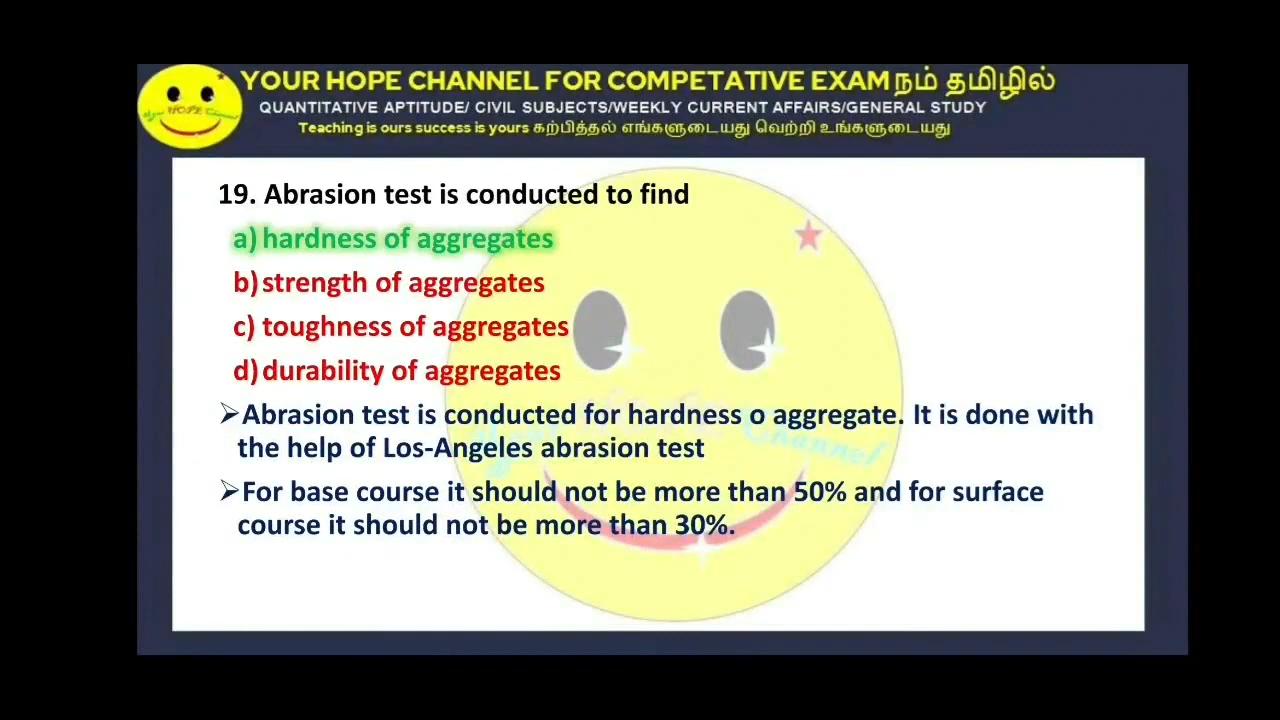 YOUR HOPE CHANNEL FOR COMPETATIVE EXAM நம் தமிழில்
QUANTITATIVE APTITUDE/ CIVIL SUBJECTS/WEEKLY CURRENT AFFAIRS/GENERAL STUDY
Teaching is ours success is yours கற்பித்தல் எங்களுடையது வெற்றி உங்களுடையது
HOPE Channel
19. Abrasion test is conducted to find
a) hardness of aggregates
b) strength of aggregates
c) toughness of aggregates
d) durability of aggregates
➢Abrasion test is conducted for hardness o aggregate. It is done with
the help of Los-Angeles abrasion test
➢For base course it should not be more than 50% and for surface
course it should not be more than 30%.
Channel